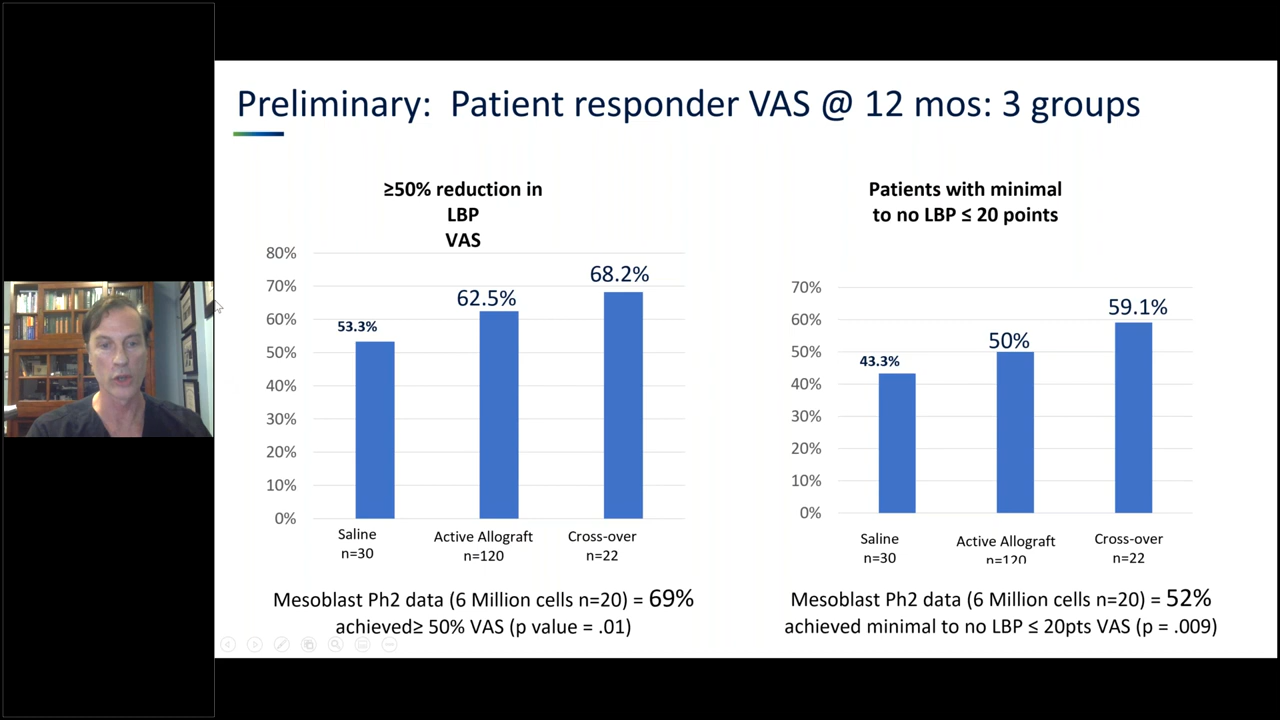 Preliminary: Patient responder VAS @ 12 mos: 3 groups
≥50% reduction in
LBP
VAS
80%
70%
60%
50%
40%
30%
20%
10%
0%
53.3%
62.5%
68.2%
Saline
n=30
Active Allograft
n=120
Cross-over
n=22
Mesoblast Ph2 data (6 Million cells n=20) = 69%
achieved≥ 50% VAS (p value = .01)
Patients with minimal
to no LBP ≤ 20 points
70%
60%
50%
40%
30%
20%
10%
0%
43.3%
50%
59.1%
Saline
n=30
Active Allograft
n=120
Cross-over
n=22
Mesoblast Ph2 data (6 Million cells n=20) = 52%
achieved minimal to no LBP ≤ 20pts VAS (p = .009)